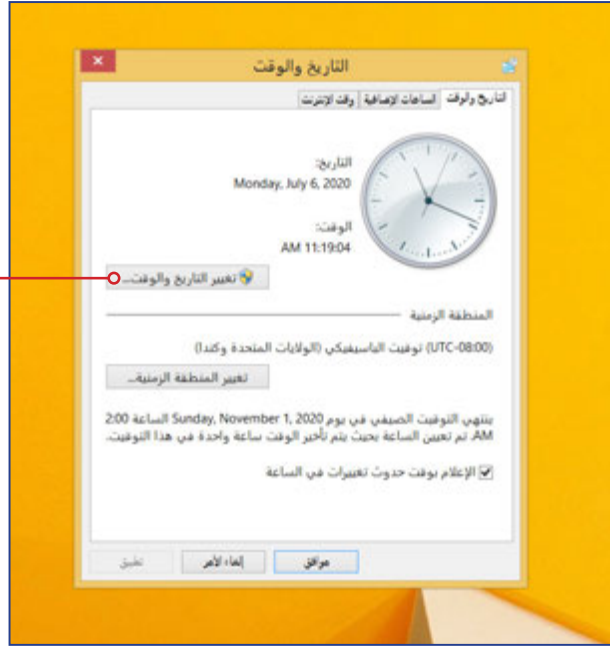 التاريخ والوقت
التاريخ والوقت الساعات الإضافية وقت الإنترنت
التاريخ:
Monday, July 6, 2020
الوقت:
AM 11:19:04
تغيير التاريخ والوقت...
المنطقة الزمنية
(UTC-08:00) توقيت الباسيفيكي (الولايات المتحدة وكندا)
تغيير المنطقة الزمنية...
ينتهي التوقيت الصيفي في يوم Sunday, November 1, 2020 الساعة 2:00
AM. تم تعيين الساعة بحيث يتم تأخير الوقت ساعة واحدة في هذا التوقيت.
الإعلام بوقت حدوث تغييرات في الساعة
موافق إلغاء الأمر تطبيق